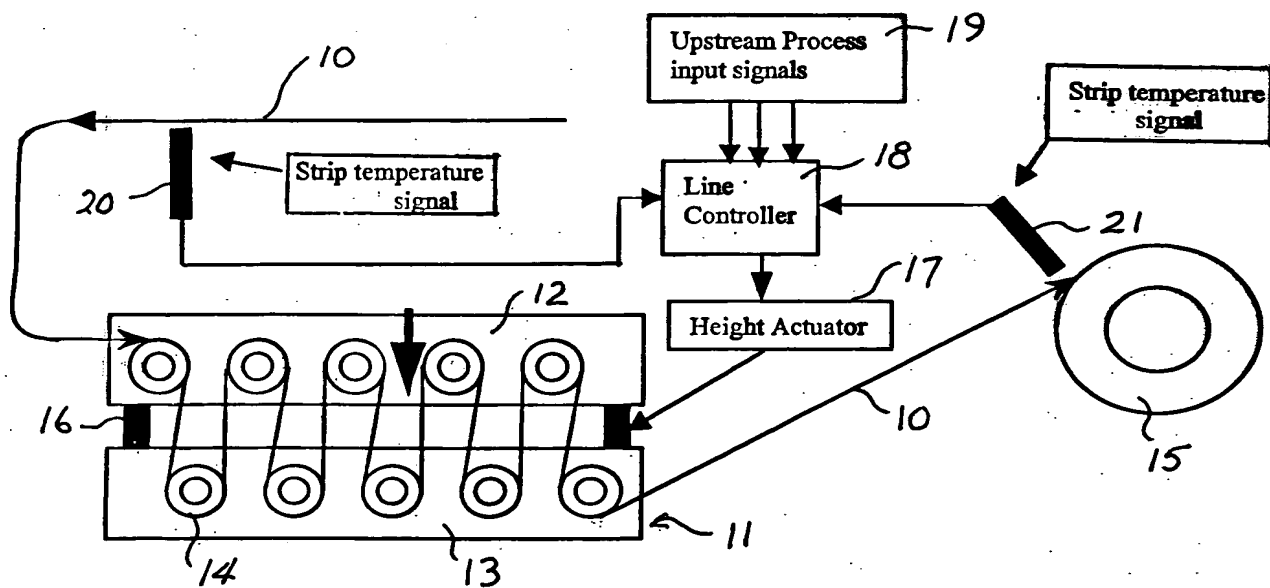 19
Upstream Process
input signals
10
Strip temperature
signal
20
Strip temperature
signal
18
Line
Controller
21
17
Height Actuator
12
16
10
15
14
13
11